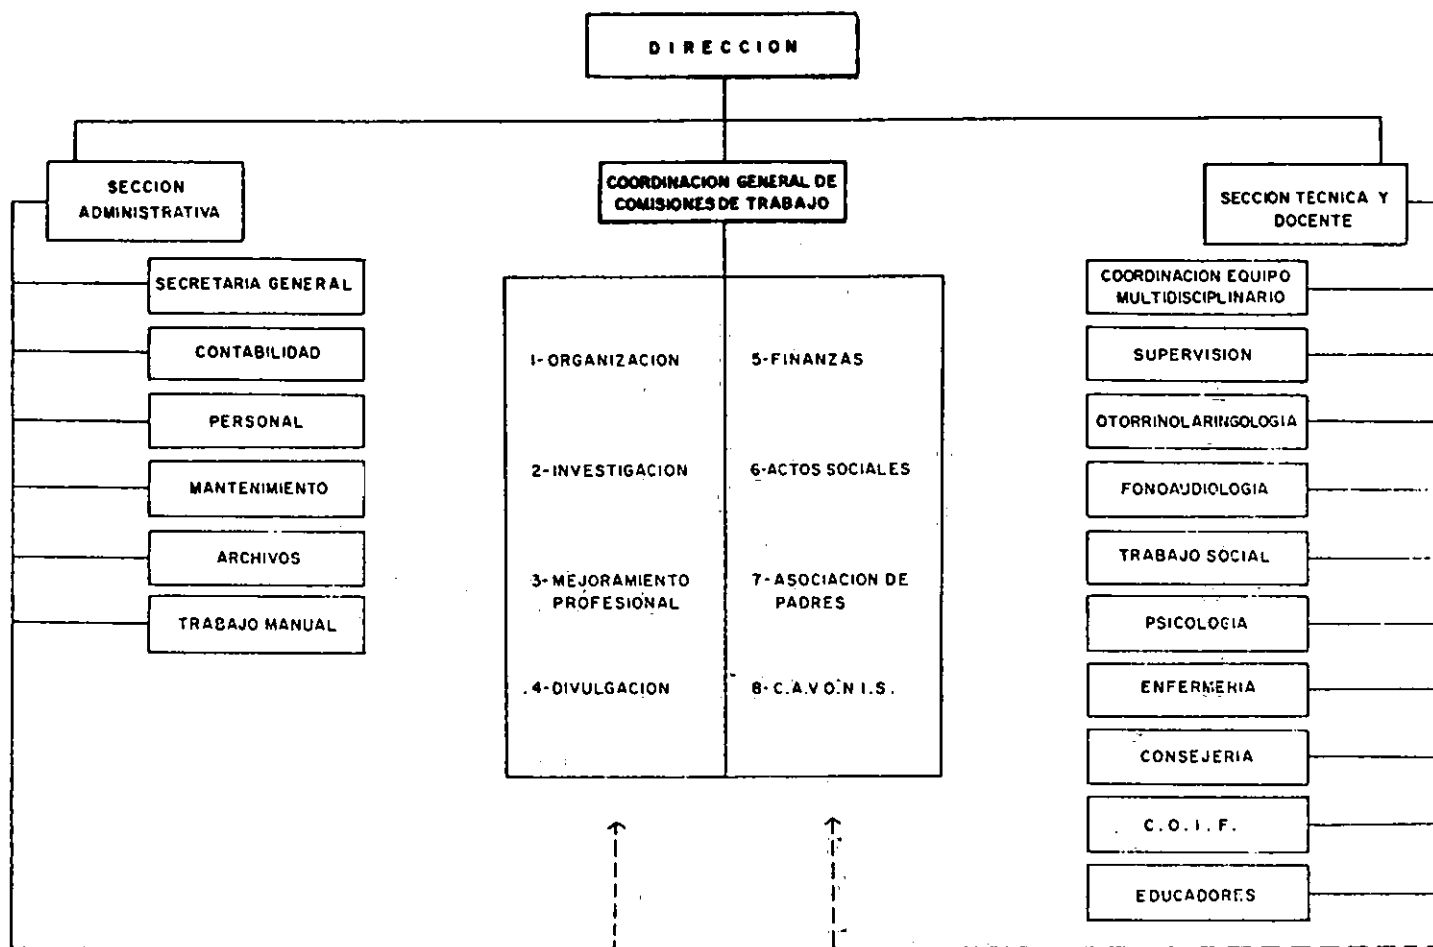 DIRECCION
SECCION
ADMINISTRATIVA
COORDINACION GENERAL DE
COMISIONES DE TRABAJO
SECCION TECNICA Y
DOCENTE
SECRETARIA GENERAL
CONTABILIDAD
PERSONAL
MANTENIMIENTO
ARCHIVOS
TRABAJO MANUAL
1-ORGANIZACION
2-INVESTIGACION
3-MEJORAMIENTO
PROFESIONAL
4-DIVULGACION
5-FINANZAS
6-ACTOS SOCIALES
7-ASOCIACION DE
PADRES
8-C.A.V.O.N.I.S.
COORDINACION EQUIPO
MULTIDISCIPLINARIO
SUPERVISION
OTORRINOLARINGOLOGIA
FONOAUDIOLOGIA
TRABAJO SOCIAL
PSICOLOGIA
ENFERMERIA
CONSEJERIA
C.O.I.F.
EDUCADORES